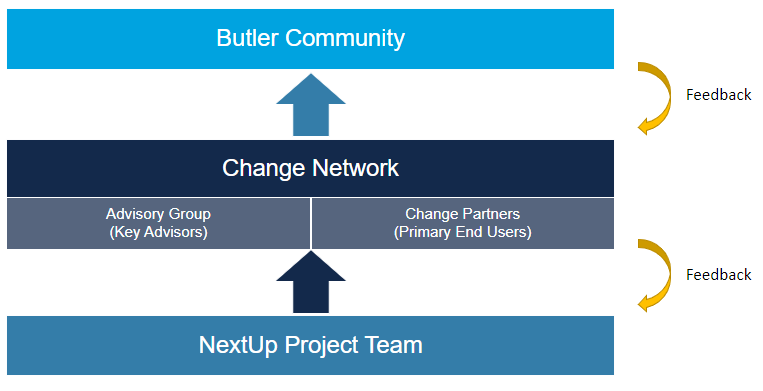 Butler Community
Feedback
Change Network
Advisory Group
(Key Advisors)
Change Partners
(Primary End Users)
Feedback
NextUp Project Team